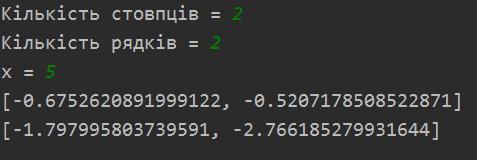 Кількість стовпців = 2
Кількість рядків = 2
x = 5
[-0.6752620891999122, -0.5207178508522871]
[-1.797995803739591, -2.766185279931644]